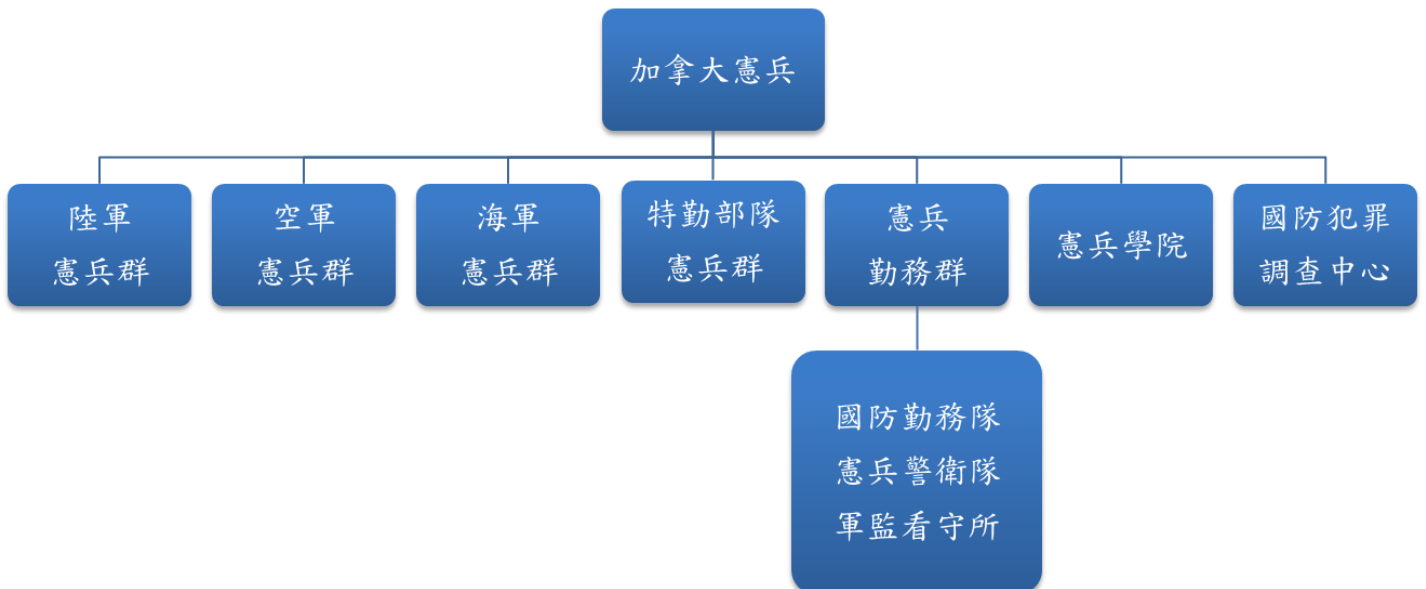 加拿大憲兵
陸軍
憲兵群
空軍
憲兵群
海軍
憲兵群
特勤部隊
憲兵群
憲兵
勤務群
憲兵學院
國防犯罪
調查中心
國防勤務隊
憲兵警衛隊
軍監看守所